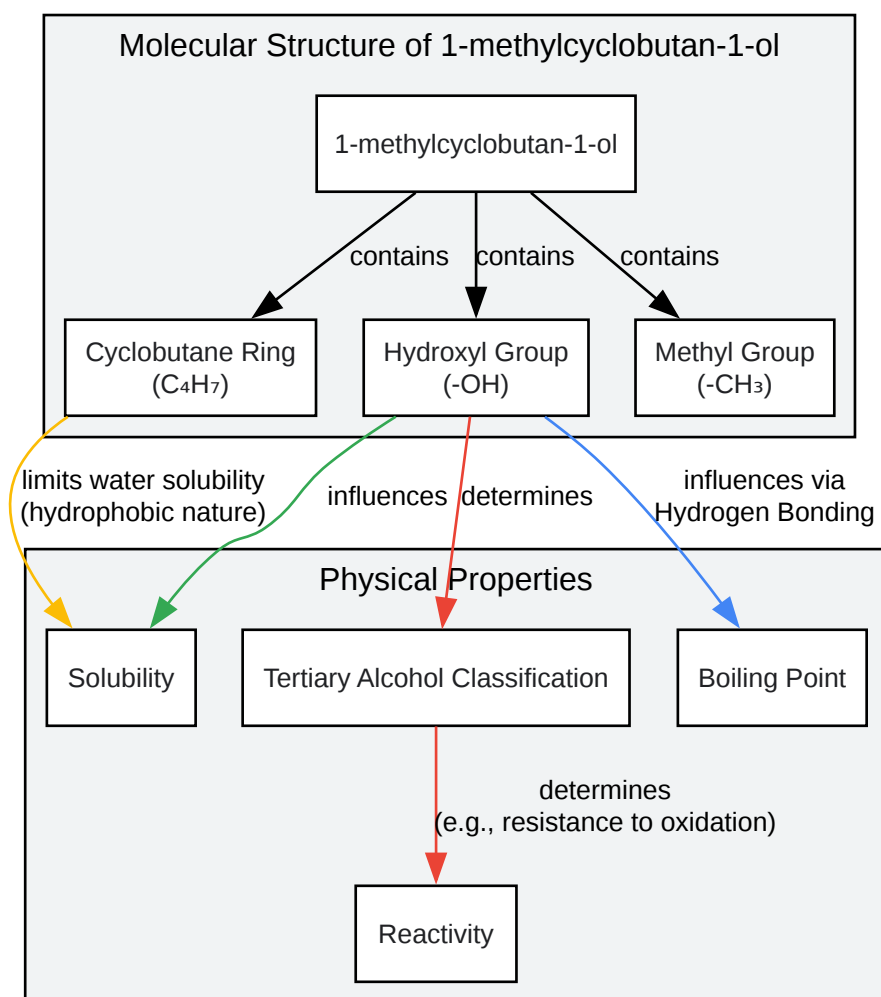 Molecular Structure of 1-methylcyclobutan-1-ol
1-methylcyclobutan-1-ol
contains
contains
contains
Cyclobutane Ring
(C₄H₇)
Hydroxyl Group
(-OH)
Methyl Group
(-CH₃)
limits water solubility
(hydrophobic nature)
influences
determines
influences via
Hydrogen Bonding
Physical Properties
Solubility
Tertiary Alcohol Classification
Boiling Point
determines
(e.g., resistance to oxidation)
Reactivity